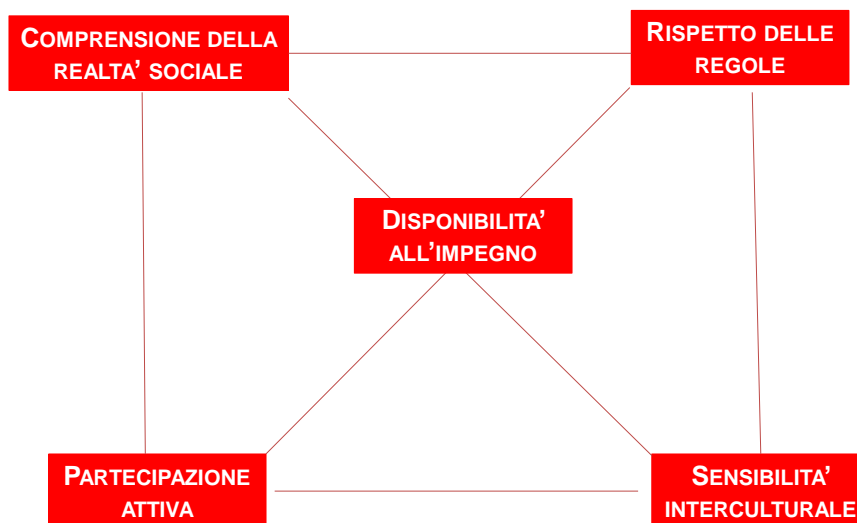 COMPRENSIONE DELLA
REALTA' SOCIALE
RISPETTO DELLE
REGOLE
DISPONIBILITA'
ALL'IMPEGNO
PARTECIPAZIONE
ATTIVA
SENSIBILITA'
INTERCULTURALE